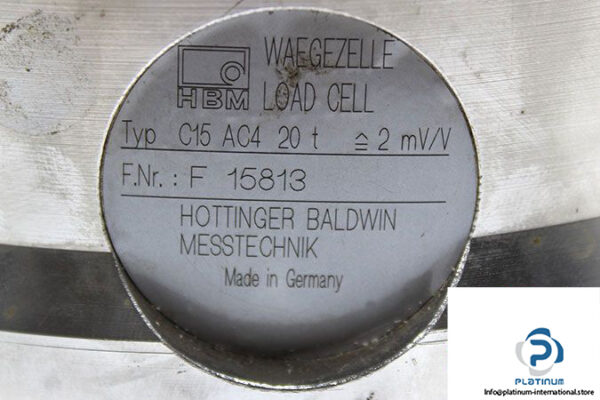 WAEGEZELLE
HBM LOAD CELL
Typ C15 AC4 20 t ≙ 2 mV/V
F.Nr. : F 15813
HOTTINGER BALDWIN
MESSTECHNIK
Made in Germany
PLATINUM
Info@platinum-international.store